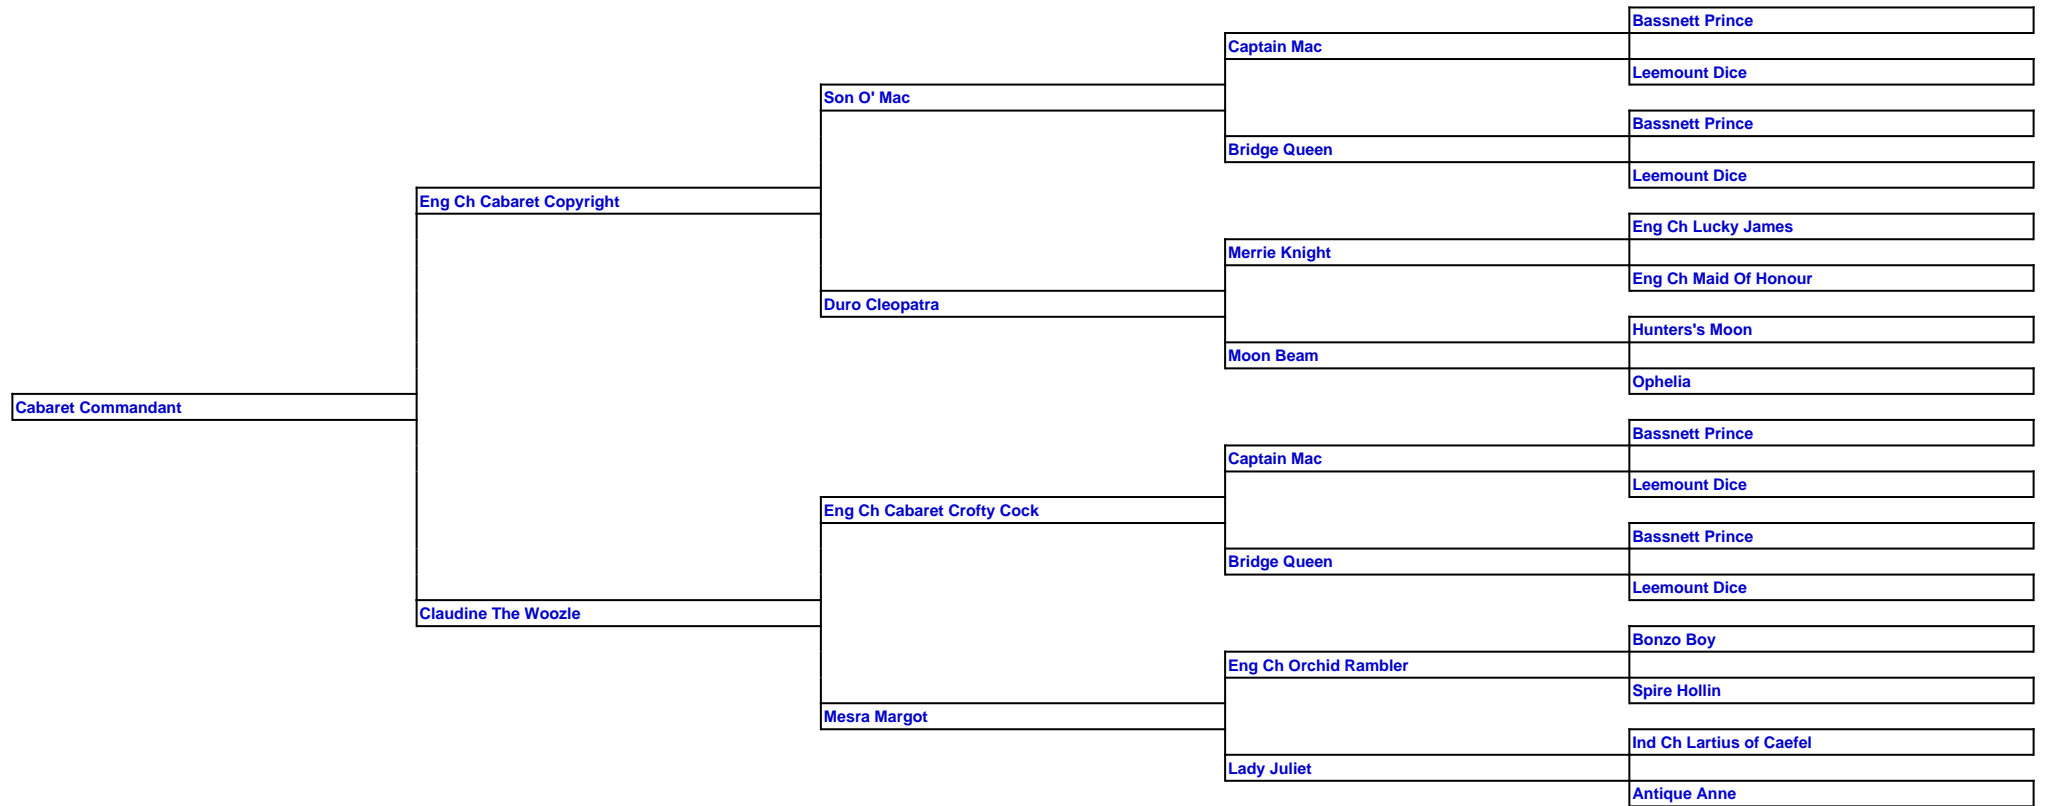 Bassnett Prince
Captain Mac
Leemount Dice
Son O' Mac
Bassnett Prince
Bridge Queen
Leemount Dice
Eng Ch Cabaret Copyright
Eng Ch Lucky James
Merrie Knight
Eng Ch Maid Of Honour
Duro Cleopatra
Hunters's Moon
Moon Beam
Ophelia
Cabaret Commandant
Bassnett Prince
Captain Mac
Leemount Dice
Eng Ch Cabaret Crofty Cock
Bassnett Prince
Bridge Queen
Leemount Dice
Claudine The Woozle
Bonzo Boy
Eng Ch Orchid Rambler
Spire Hollin
Mesra Margot
Ind Ch Lartius of Caefel
Lady Juliet
Antique Anne